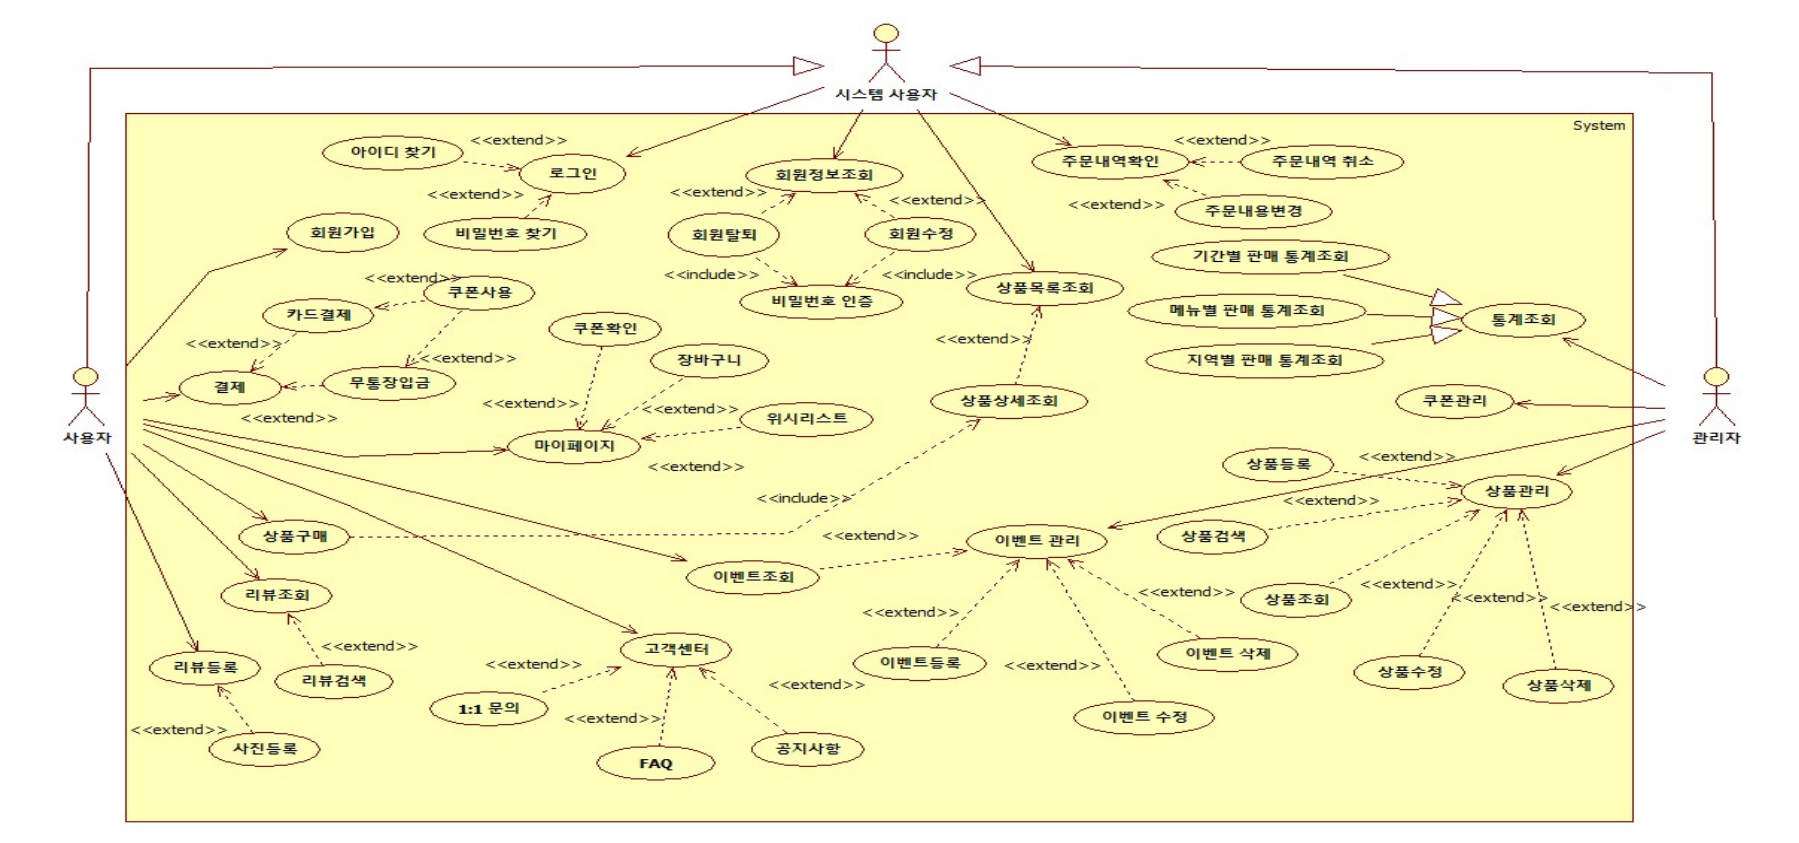 시스템 사용자
System
<<extend>>
아이디 찾기
로그인
<<extend>>
비밀번호 찾기
회원정보조회
<<extend>>
<<extend>>
회원탈퇴
회원수정
<<include>>
<<include>>
비밀번호 인증
주문내역확인
<<extend>>
주문내역 취소
<<extend>>
주문내용변경
회원가입
<<extend>>
쿠폰사용
카드결제
<<extend>>
<<extend>>
결제
무통장입금
<<extend>>
사용자
쿠폰확인
장바구니
<<extend>>
<<extend>>
위시리스트
마이페이지
<<extend>>
상품목록조회
<<extend>>
상품상세조회
<<include>>
기간별 판매 통계조회
메뉴별 판매 통계조회
통계조회
지역별 판매 통계조회
쿠폰관리
관리자
상품등록
<<extend>>
상품관리
<<extend>>
상품검색
상품조회
<<extend>>
<<extend>>
<<extend>>
상품수정
상품삭제
상품구매
<<extend>>
이벤트 관리
이벤트조회
<<extend>>
<<extend>>
이벤트등록
<<extend>>
이벤트 삭제
이벤트 수정
리뷰조회
<<extend>>
리뷰등록
리뷰검색
<<extend>>
사진등록
고객센터
<<extend>>
<<extend>>
1:1 문의
<<extend>>
FAQ
공지사항